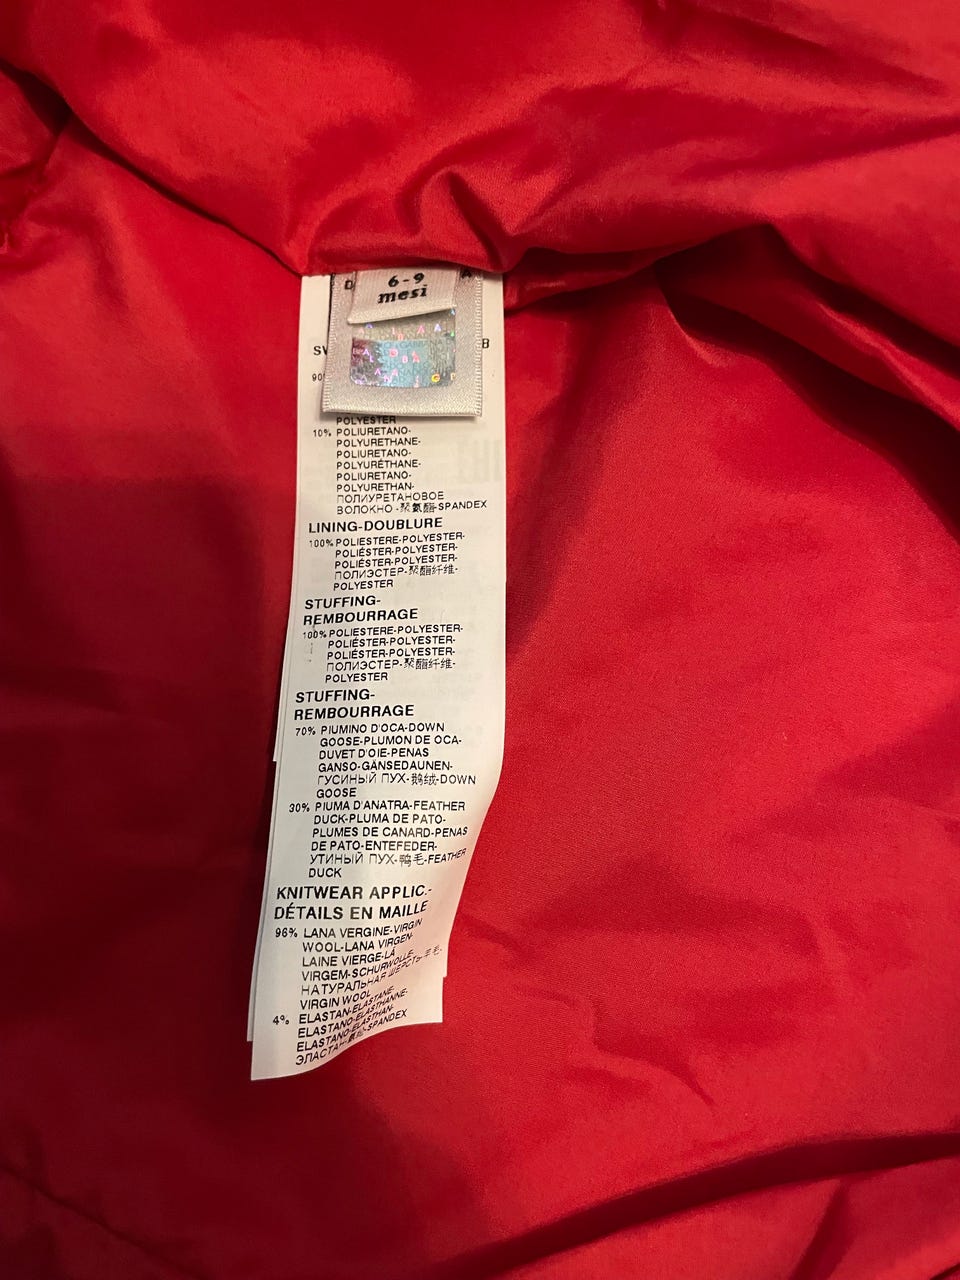 6-9
mesi
D
A
SV
B
90
POLYESTER
10% POLIURETANO-
POLYURETHANE-
POLIURETANO-
POLYURÉTHANE-
POLIURETANO-
POLYURETHAN-
ПОЛИУРЕТАНОВОЕ
ВОЛОКНО -聚氨酯-SPANDEX
LINING-DOUBLURE
100% POLIESTERE-POLYESTER-
POLIÉSTER-POLYESTER-
POLIÉSTER-POLYESTER-
ПОЛИЭСТЕР-聚酯纤维-
POLYESTER
STUFFING-
REMBOURRAGE
100% POLIESTERE-POLYESTER-
POLIÉSTER-POLYESTER-
POLIÉSTER-POLYESTER-
ПОЛИЭСТЕР-聚酯纤维-
POLYESTER
STUFFING-
REMBOURRAGE
70% PIUMINO D'OCA-DOWN
GOOSE-PLUMON DE OCA-
DUVET D'OIE-PENAS
GANSO-GÄNSEDAUNEN-
ГУСИНЫЙ ПУХ-鹅绒-DOWN
GOOSE
30% PIUMA D'ANATRA-FEATHER
DUCK-PLUMA DE PATO-
PLUMES DE CANARD-PENAS
DE PATO-ENTEFEDER-
УТИНЫЙ ПУХ-鸭毛-FEATHER
DUCK
KNITWEAR APPLIC.-
DÉTAILS EN MAILLE
96% LANA VERGINE-VIRGIN
WOOL-LANA VIRGEN-
LAINE VIERGE-LÃ
VIRGEM-SCHURWOLLE-
НАТУРАЛЬНАЯ ШЕРСТЬ-羊毛-
VIRGIN WOOL
4% ELASTAN-ELASTANE-
ELASTANO-ELASTHANNE-
ELASTANO-ELASTHAN-
ЭЛАСТАН-氨纶-SPANDEX